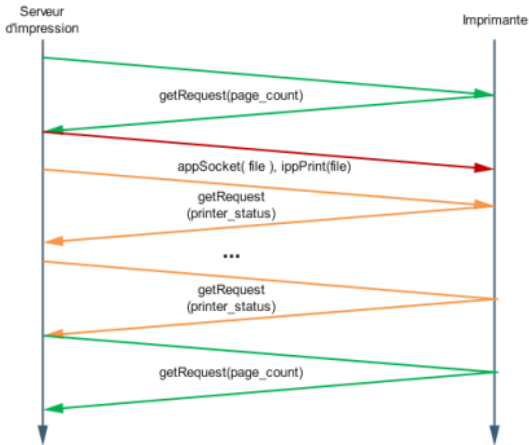 Serveur
d'impression
Imprimante
getRequest(page_count)
appSocket( file ), ippPrint(file)
getRequest
(printer_status)
...
getRequest
(printer_status)
getRequest(page_count)